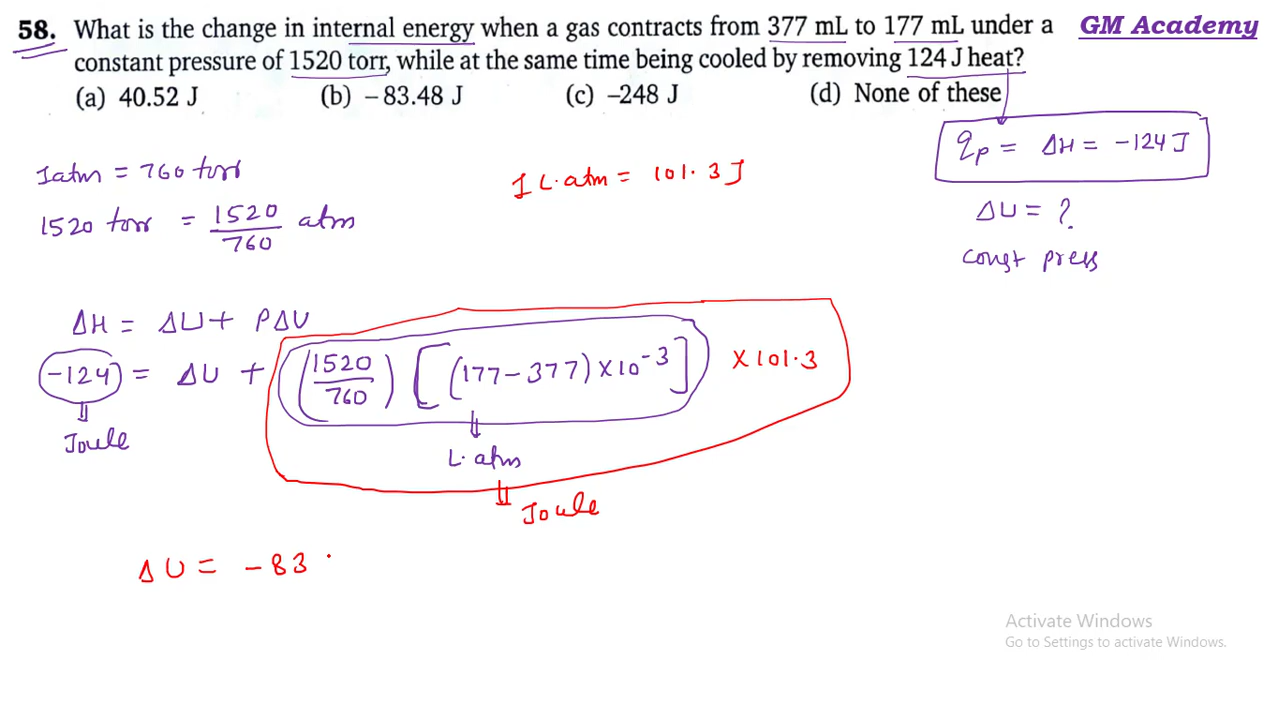 58. What is the change in internal energy when a gas contracts from 377 mL to 177 mL under a
GM Academy
constant pressure of 1520 torr, while at the same time being cooled by removing 124 J heat?
(a) 40.52 J (b) – 83.48 J (c) –248 J (d) None of these
1 atm = 760 torr
1 L.atm = 101.3 J
qp = ΔH = -124 J
1520 torr = 1520/760 atm
ΔU = ?
const press
ΔH = ΔU + PΔU
-124 = ΔU + (1520/760) [(177-377)×10-3] × 101.3
Joule
L.atm
Joule
ΔU = -83.
Activate Windows
Go to Settings to activate Windows.